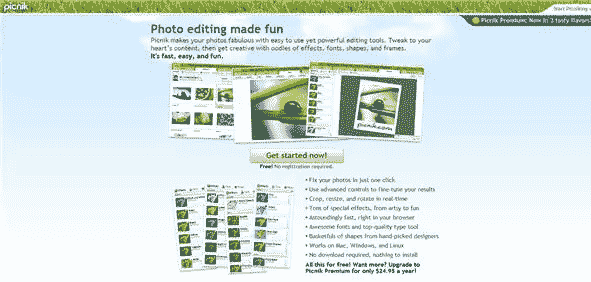 picnik
Picnik Premium: Now in 3 tasty flavors!
Photo editing made fun
Picnik makes your photos fabulous with easy to use yet powerful editing tools. Tweak to your
heart's content, then get creative with oodles of effects, fonts, shapes, and frames.
It's fast, easy, and fun.
picnik.com
Get started now!
Free! No registration required.
• Fix your photos in just one click
• Use advanced controls to fine-tune your results
• Crop, resize, and rotate in real-time
• Tons of special effects, from artsy to fun
• Astoundingly fast, right in your browser
• Awesome fonts and top-quality type tool
• Basketfuls of shapes from hand-picked designers
• Works on Mac, Windows, and Linux
• No download required, nothing to install
All this for free! Want more? Upgrade to
Picnik Premium for only $24.95 a year!